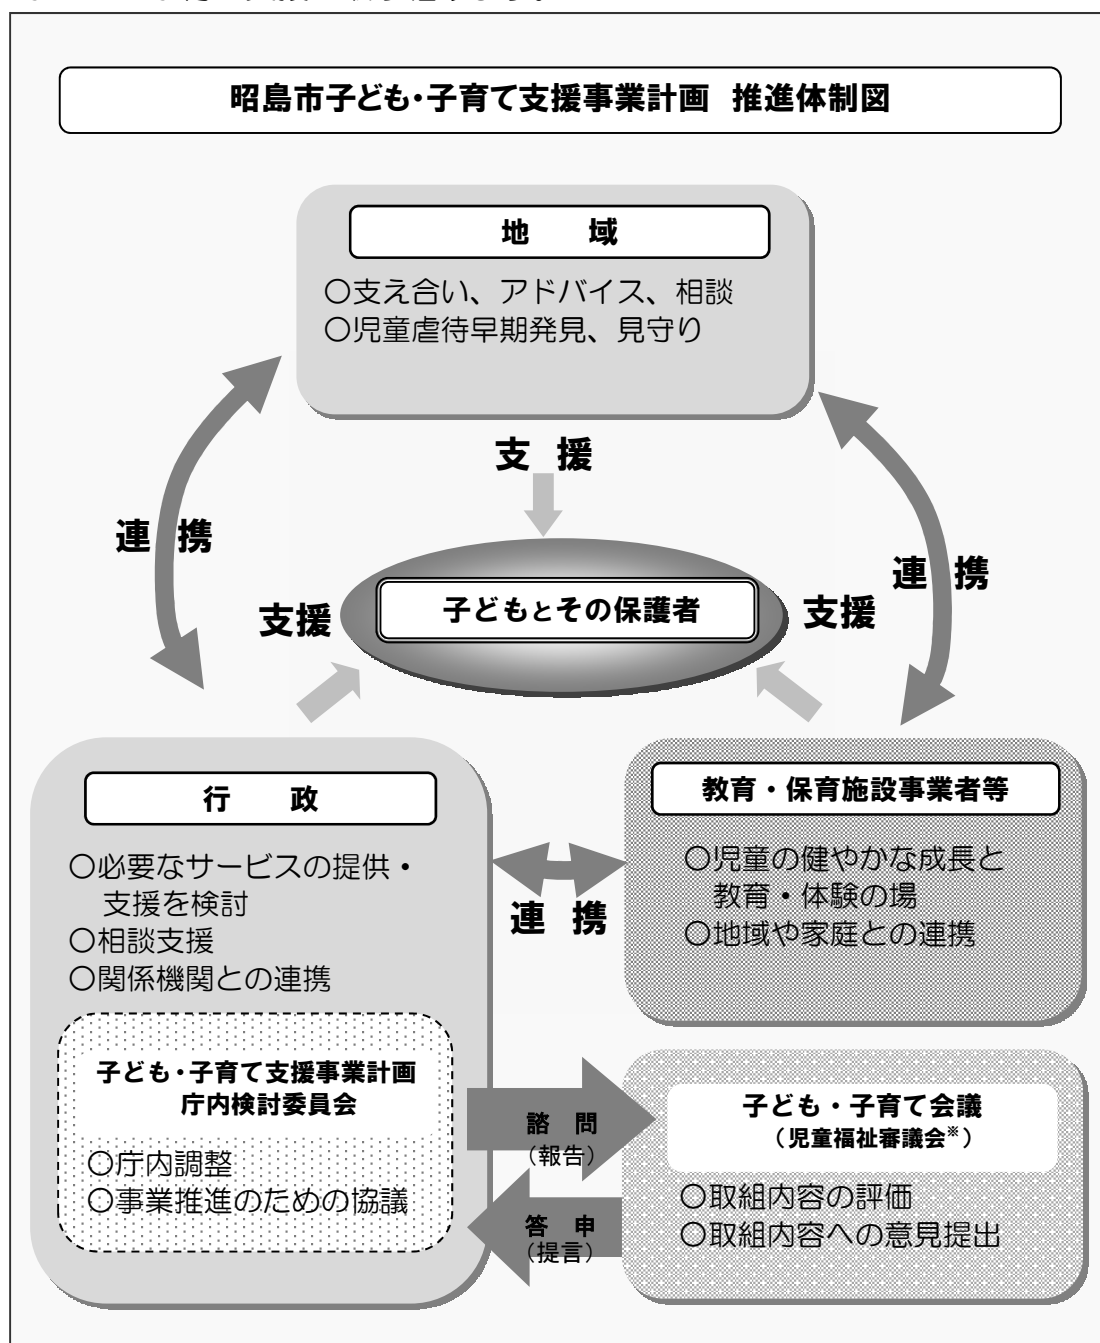 昭島市子ども・子育て支援事業計画 推進体制図
地 域
○支え合い、アドバイス、相談
○児童虐待早期発見、見守り
支 援
連 携
連 携
支援
子どもとその保護者
支援
行 政
○必要なサービスの提供・
支援を検討
○相談支援
○関係機関との連携
連 携
教育・保育施設事業者等
○児童の健やかな成長と
教育・体験の場
○地域や家庭との連携
子ども・子育て支援事業計画
庁内検討委員会
○庁内調整
○事業推進のための協議
諮 問
（報告）
答 申
（提言）
子ども・子育て会議
（児童福祉審議会※）
○取組内容の評価
○取組内容への意見提出